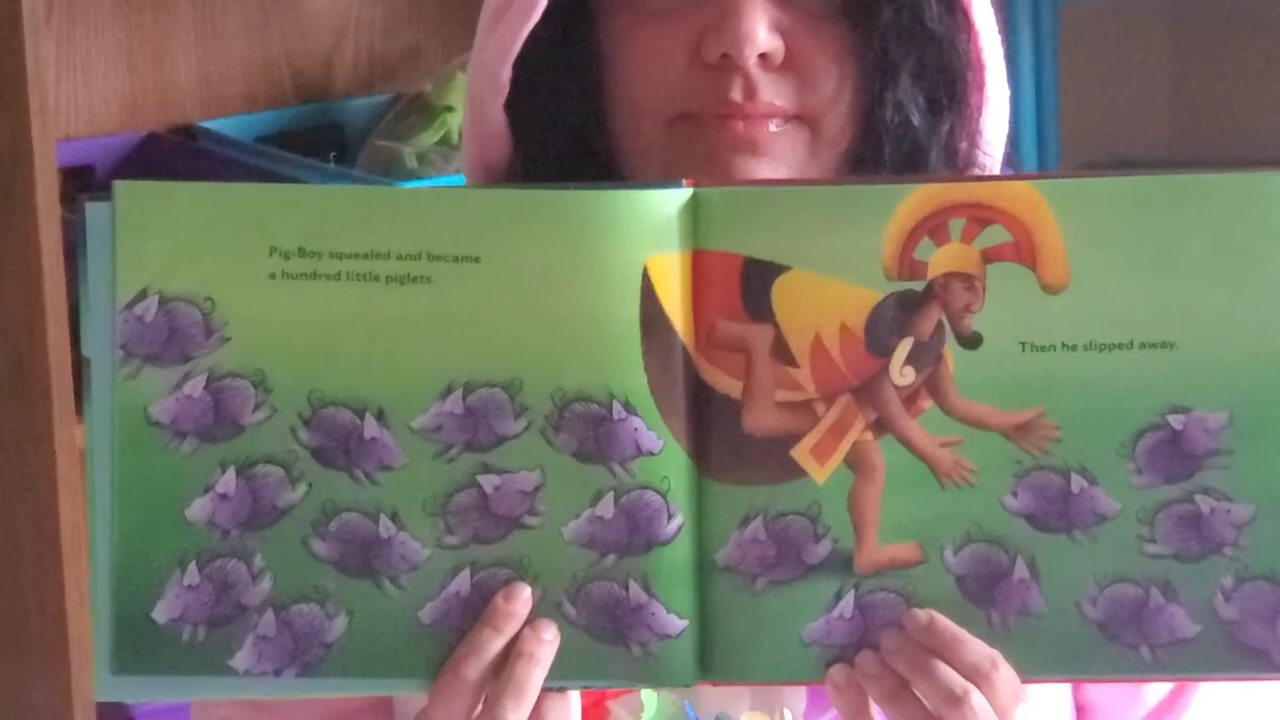 Pig-Boy squealed and became
a hundred little piglets.
Then he slipped away.